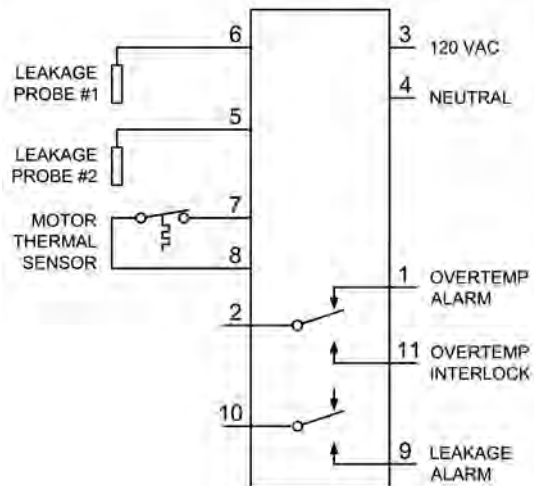 6
LEAKAGE
PROBE #1
5
LEAKAGE
PROBE #2
MOTOR
THERMAL
SENSOR
7
8
3 120 VAC
4 NEUTRAL
1 OVERTEMP
ALARM
2
11 OVERTEMP
INTERLOCK
10
9 LEAKAGE
ALARM